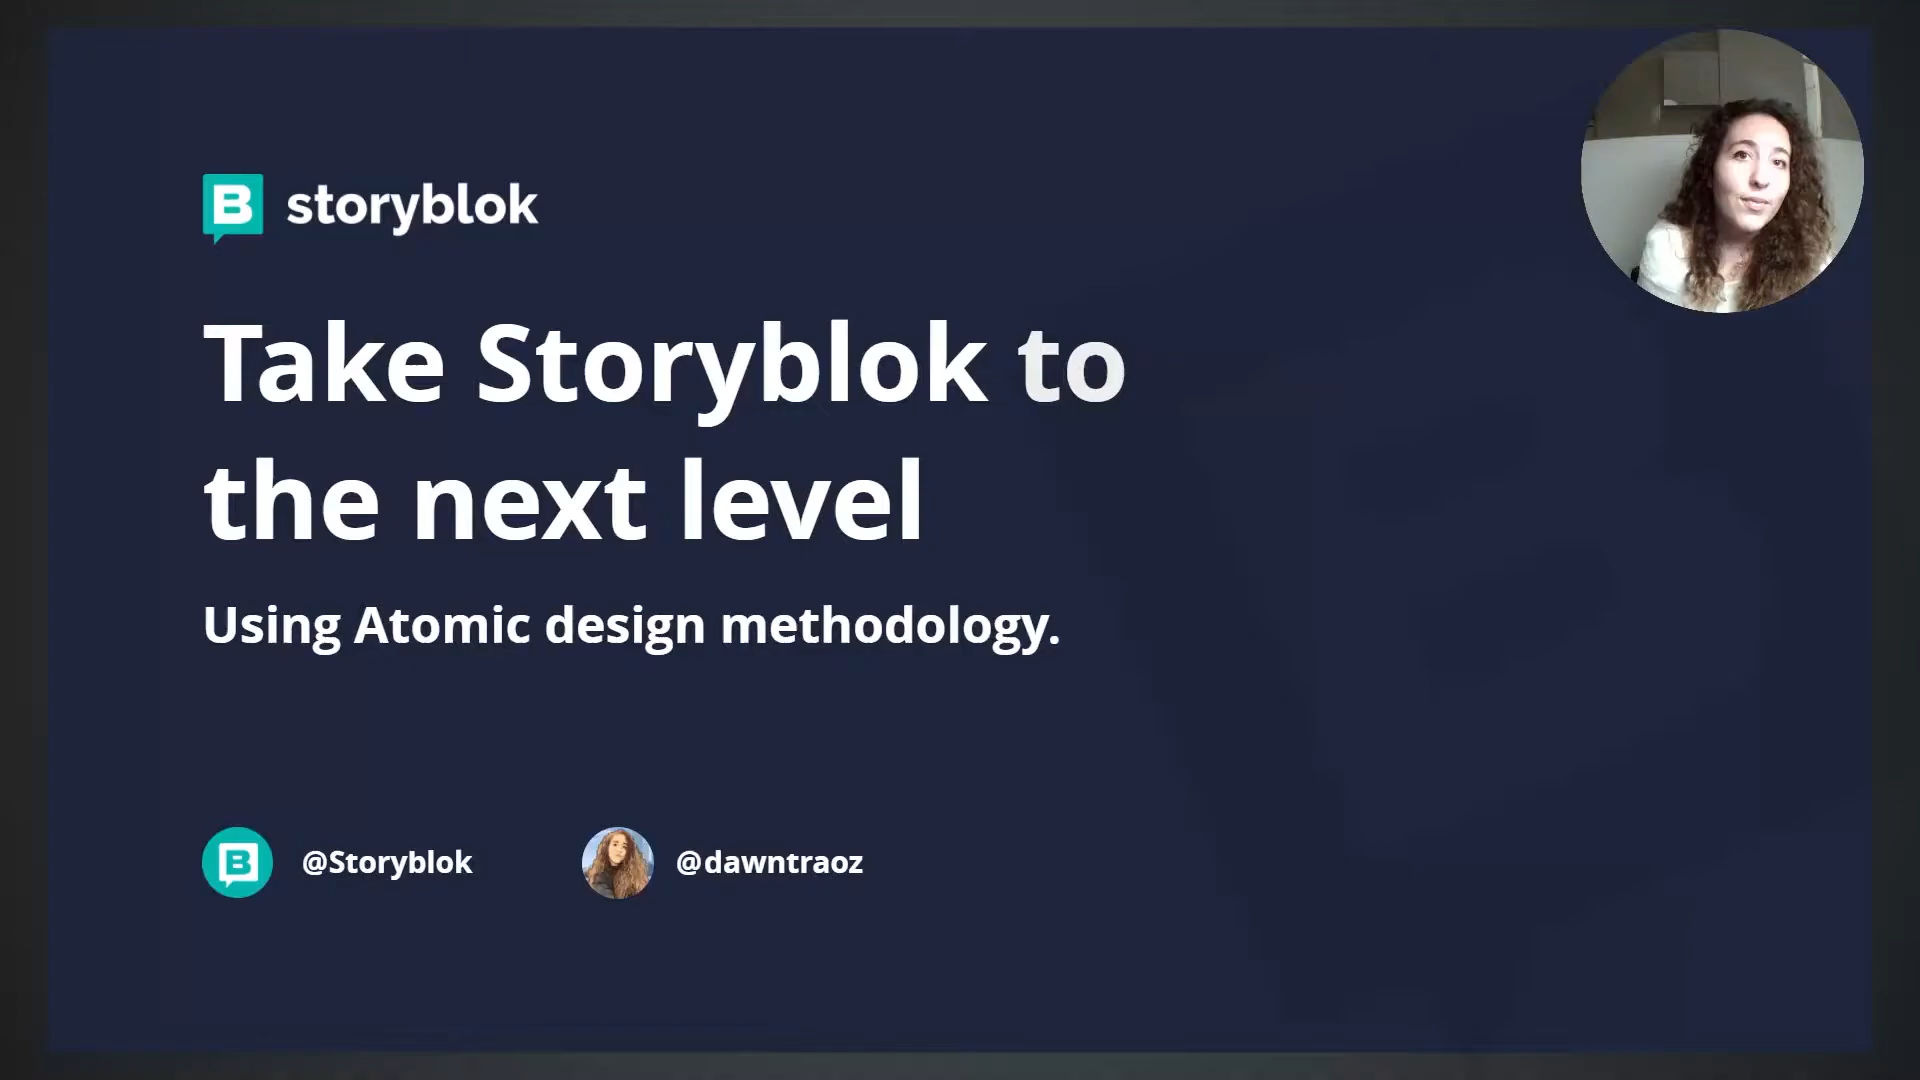 storyblok
Take Storyblok to
the next level
Using Atomic design methodology.
@Storyblok
@dawntraoz